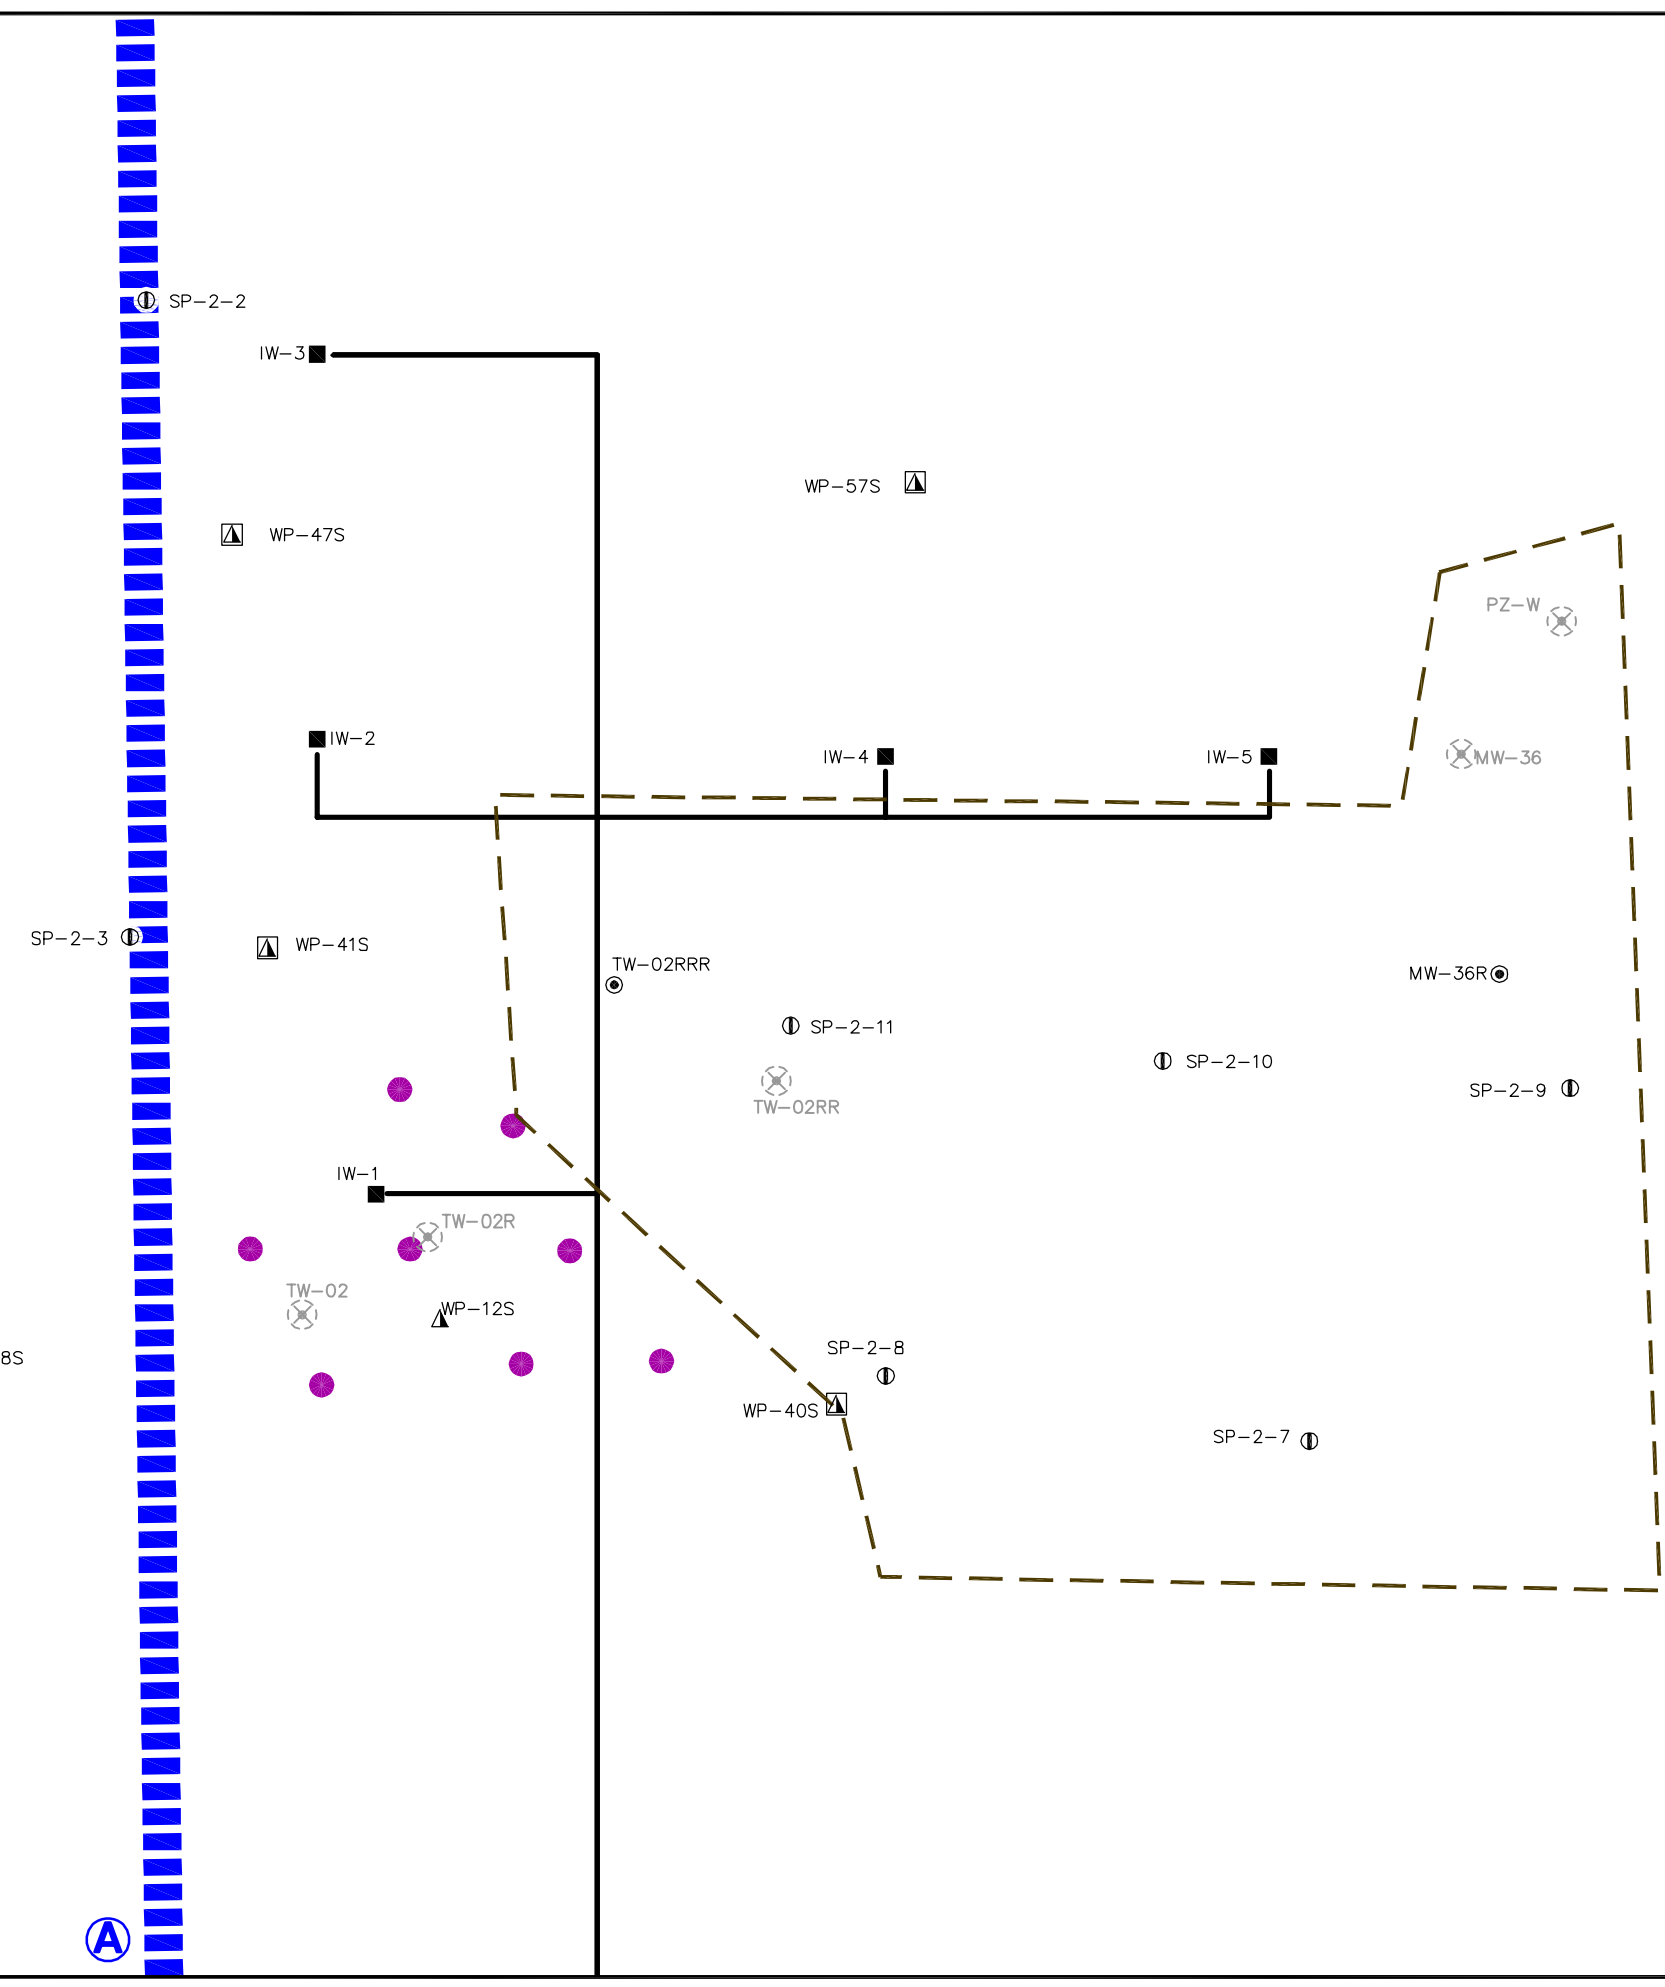 SP-2-2
IW-3
WP-57S
WP-47S
PZ-W
IW-2
IW-4
IW-5
MW-36
SP-2-3
WP-41S
TW-02RRR
MW-36R
SP-2-11
SP-2-10
SP-2-9
TW-02RR
IW-1
TW-02R
TW-02
WP-12S
SP-2-8
8S
WP-40S
SP-2-7
A